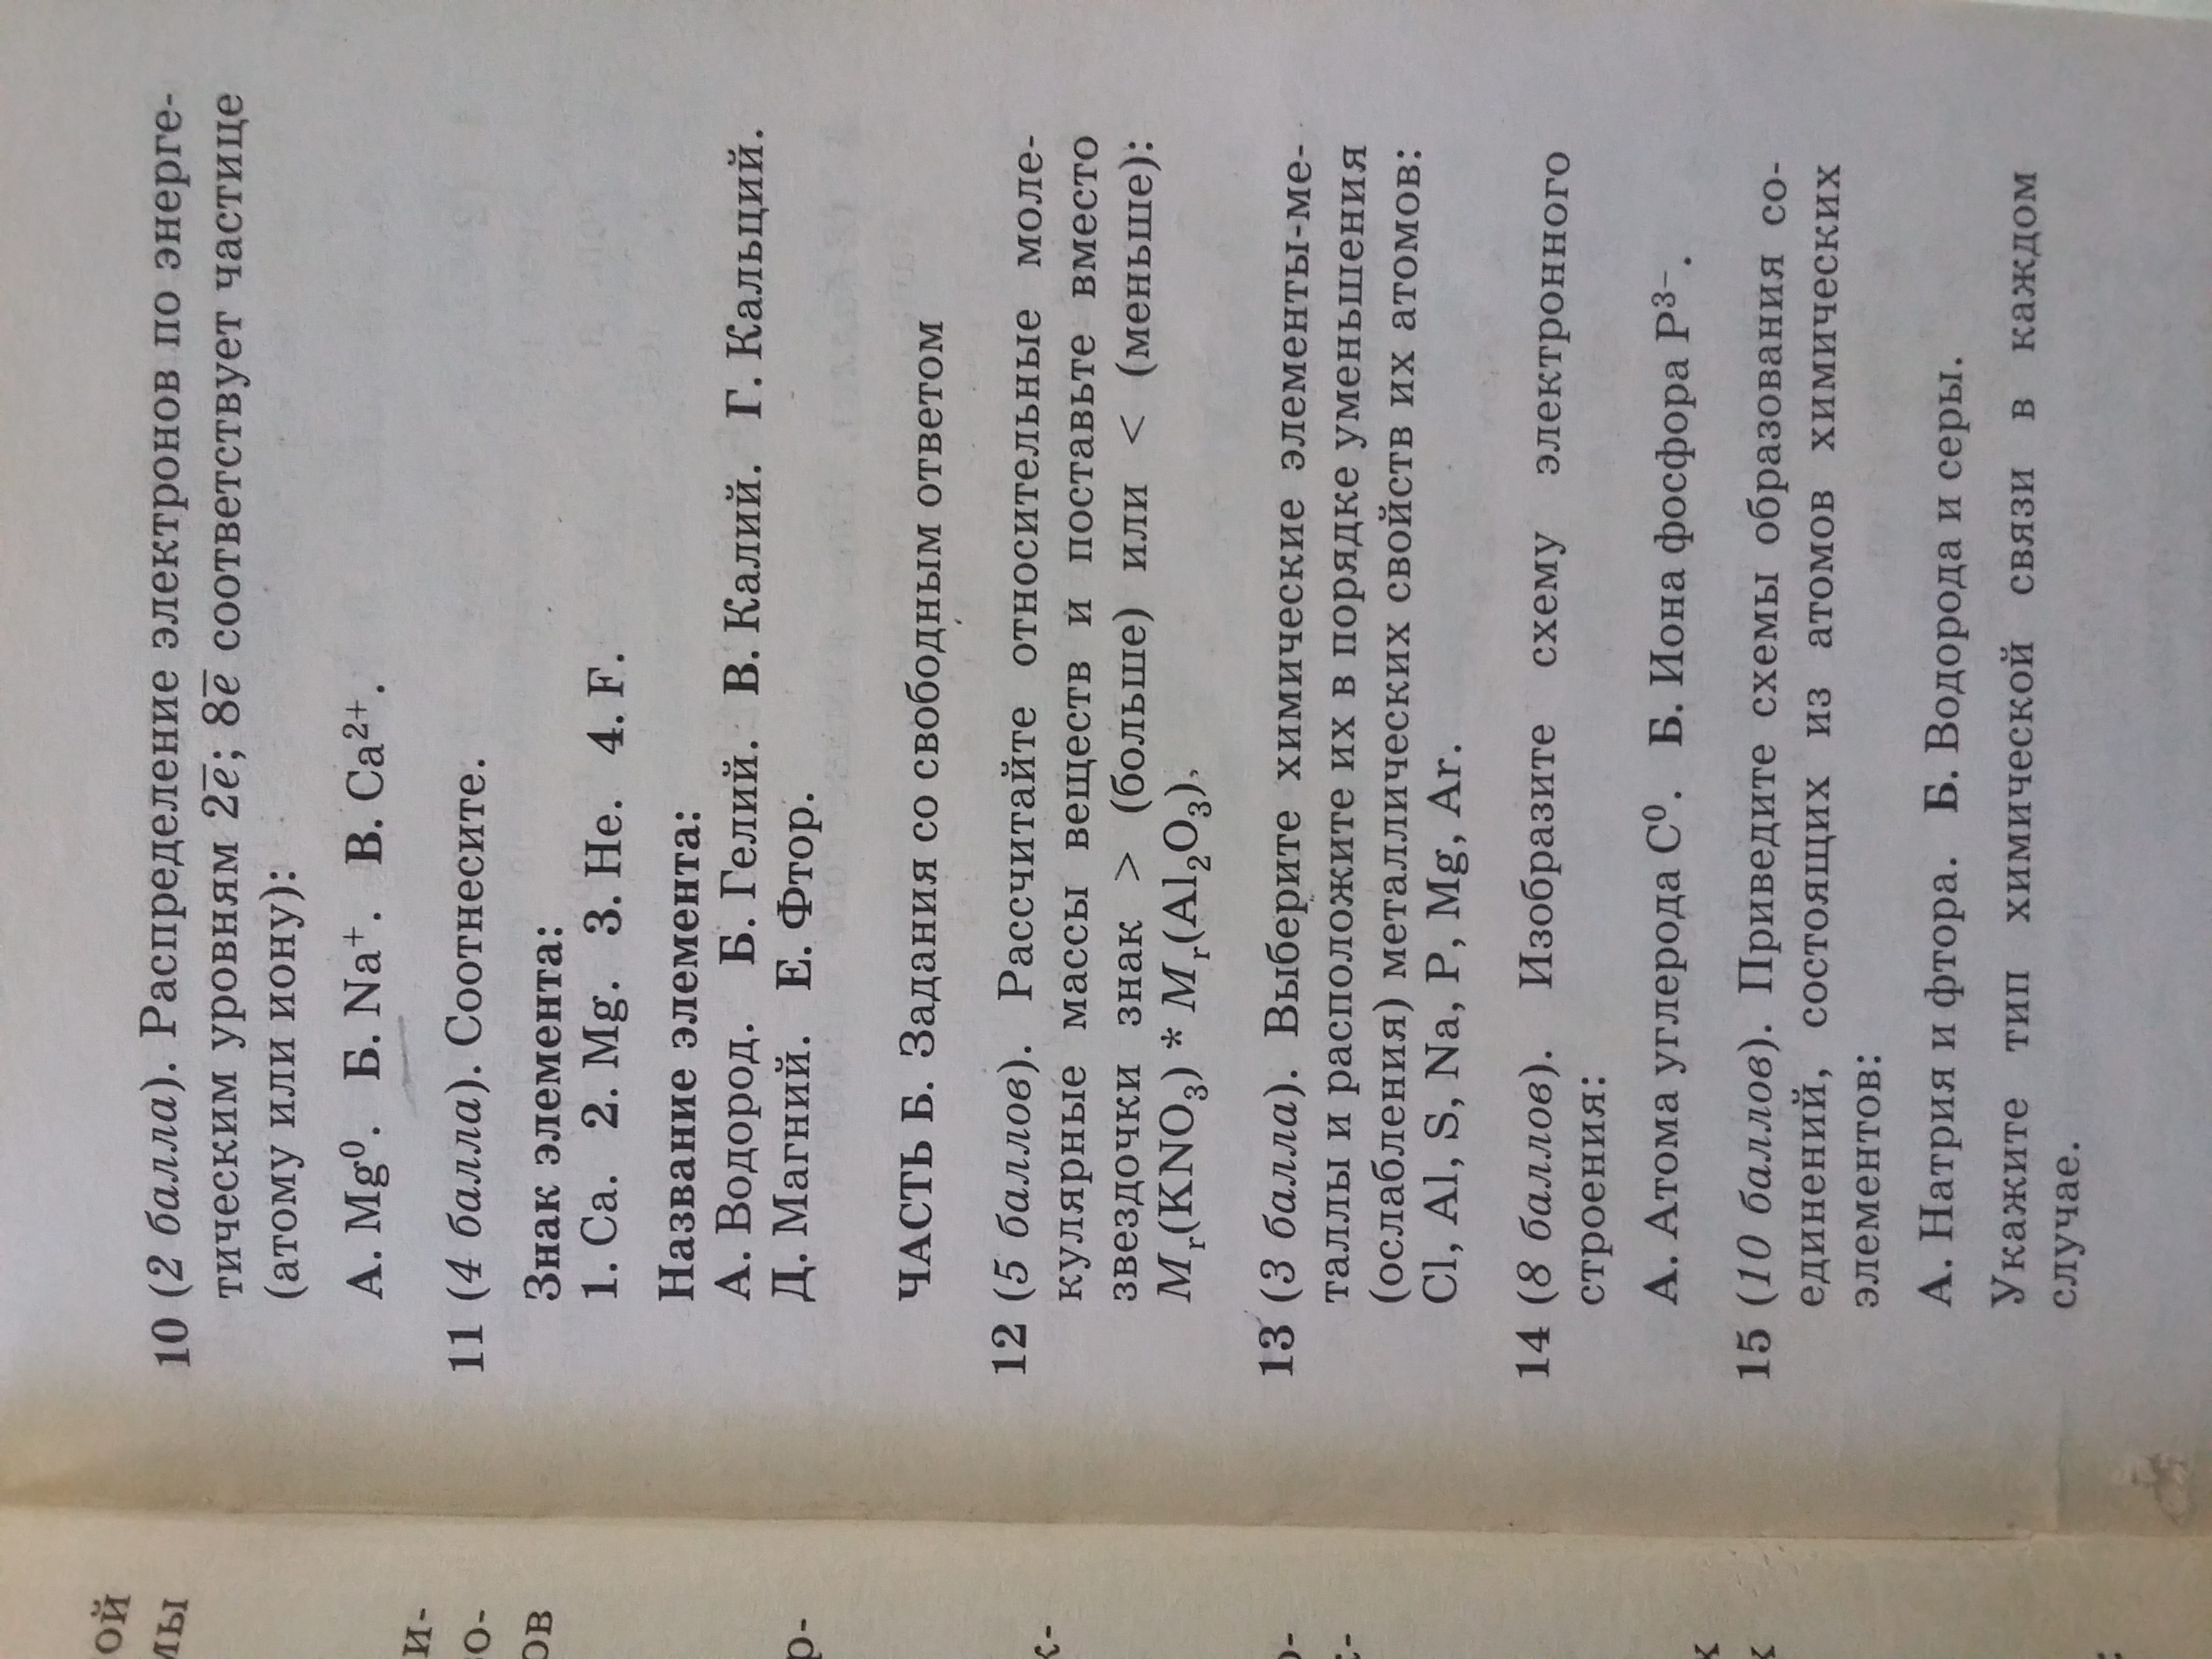 10 (2 балла). Распределение электронов по энерге-
тическим уровням 2e̅; 8e̅ соответствует частице
(атому или иону):
А. Mg⁰. Б. Na⁺. В. Ca²⁺.
11 (4 балла). Соотнесите.
Знак элемента:
1. Ca. 2. Mg. 3. He. 4. F.
Название элемента:
А. Водород. Б. Гелий. В. Калий. Г. Кальций.
Д. Магний. Е. Фтор.
ЧАСТЬ Б. Задания со свободным ответом
12 (5 баллов). Рассчитайте относительные моле-
кулярные массы веществ и поставьте вместо
звездочки знак > (больше) или < (меньше):
Mᵣ(KNO₃) * Mᵣ(Al₂O₃).
13 (3 балла). Выберите химические элементы-ме-
таллы и расположите их в порядке уменьшения
(ослабления) металлических свойств их атомов:
Cl, Al, S, Na, P, Mg, Ar.
14 (8 баллов). Изобразите схему электронного
строения:
А. Атома углерода C⁰. Б. Иона фосфора P³⁻.
15 (10 баллов). Приведите схемы образования со-
единений, состоящих из атомов химических
элементов:
А. Натрия и фтора. Б. Водорода и серы.
Укажите тип химической связи в каждом
случае.
ой
мы
и-
о-
ов
р-
к-